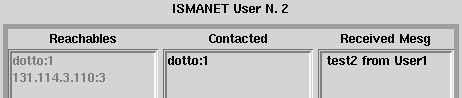 ISMANET User N. 2
Reachables Contacted Received Mesg
dotto:1 dotto:1 test2 from User1
131.114.3.110:3